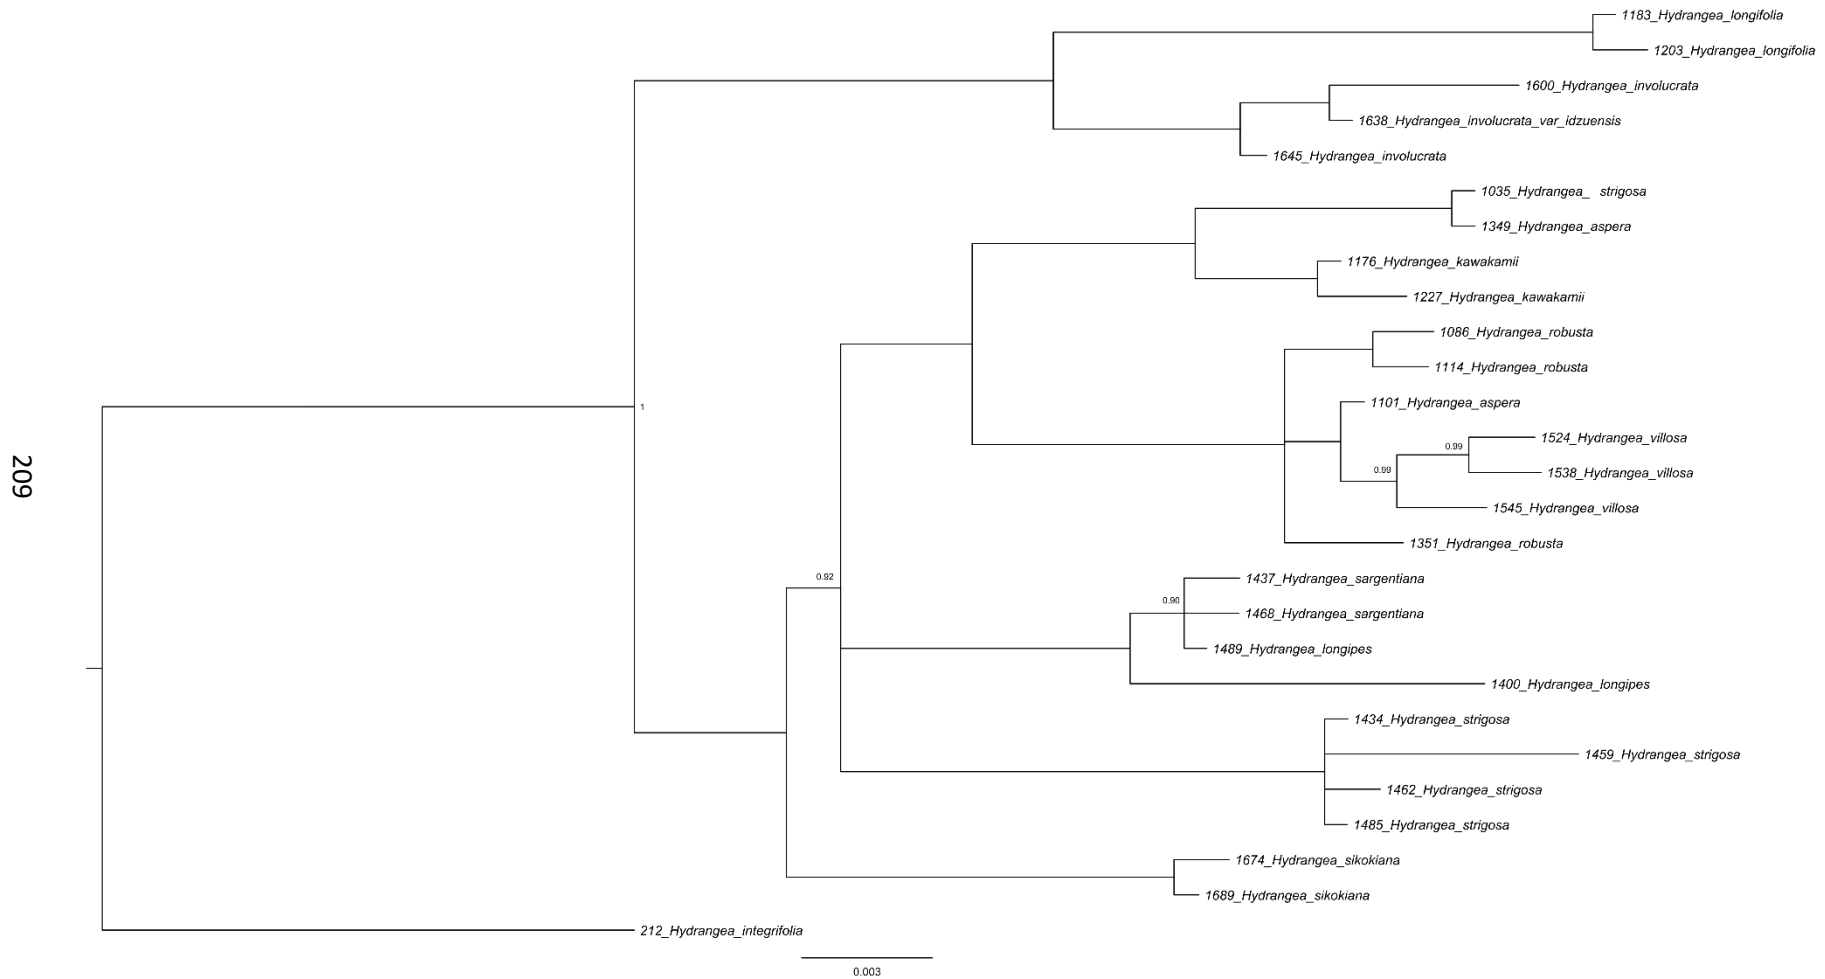 1183_Hydrangea_longifolia
1203_Hydrangea_longifolia
1600_Hydrangea_involucrata
1638_Hydrangea_involucrata_var_idzuensis
1645_Hydrangea_involucrata
1035_Hydrangea_ strigosa
1349_Hydrangea_aspera
1176_Hydrangea_kawakamii
1227_Hydrangea_kawakamii
1086_Hydrangea_robusta
1114_Hydrangea_robusta
1101_Hydrangea_aspera
1
1524_Hydrangea_villosa
0.99
0.99
1538_Hydrangea_villosa
209
1545_Hydrangea_villosa
1351_Hydrangea_robusta
0.92
1437_Hydrangea_sargentiana
0.90
1468_Hydrangea_sargentiana
1489_Hydrangea_longipes
1400_Hydrangea_longipes
1434_Hydrangea_strigosa
1459_Hydrangea_strigosa
1462_Hydrangea_strigosa
1485_Hydrangea_strigosa
1674_Hydrangea_sikokiana
1689_Hydrangea_sikokiana
212_Hydrangea_integrifolia
0.003